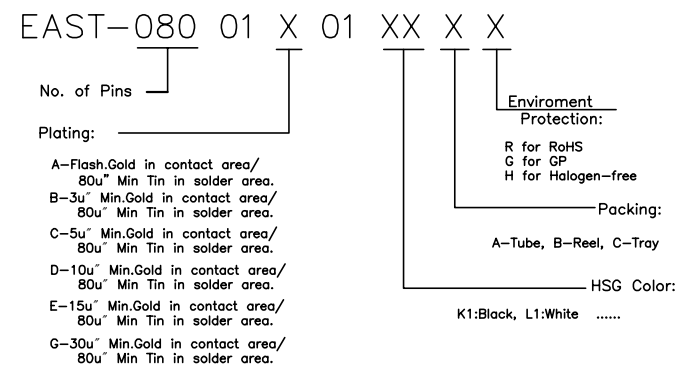 EAST-080 01 X 01 XX X X
No. of Pins
Plating:
A-Flash.Gold in contact area/
80u" Min Tin in solder area.
B-3u" Min.Gold in contact area/
80u" Min Tin in solder area.
C-5u" Min.Gold in contact area/
80u" Min Tin in solder area.
D-10u" Min.Gold in contact area/
80u" Min Tin in solder area.
E-15u" Min.Gold in contact area/
80u" Min Tin in solder area.
G-30u" Min.Gold in contact area/
80u" Min Tin in solder area.
Enviroment
Protection:
R for RoHS
G for GP
H for Halogen-free
Packing:
A-Tube, B-Reel, C-Tray
HSG Color:
K1:Black, L1:White ......